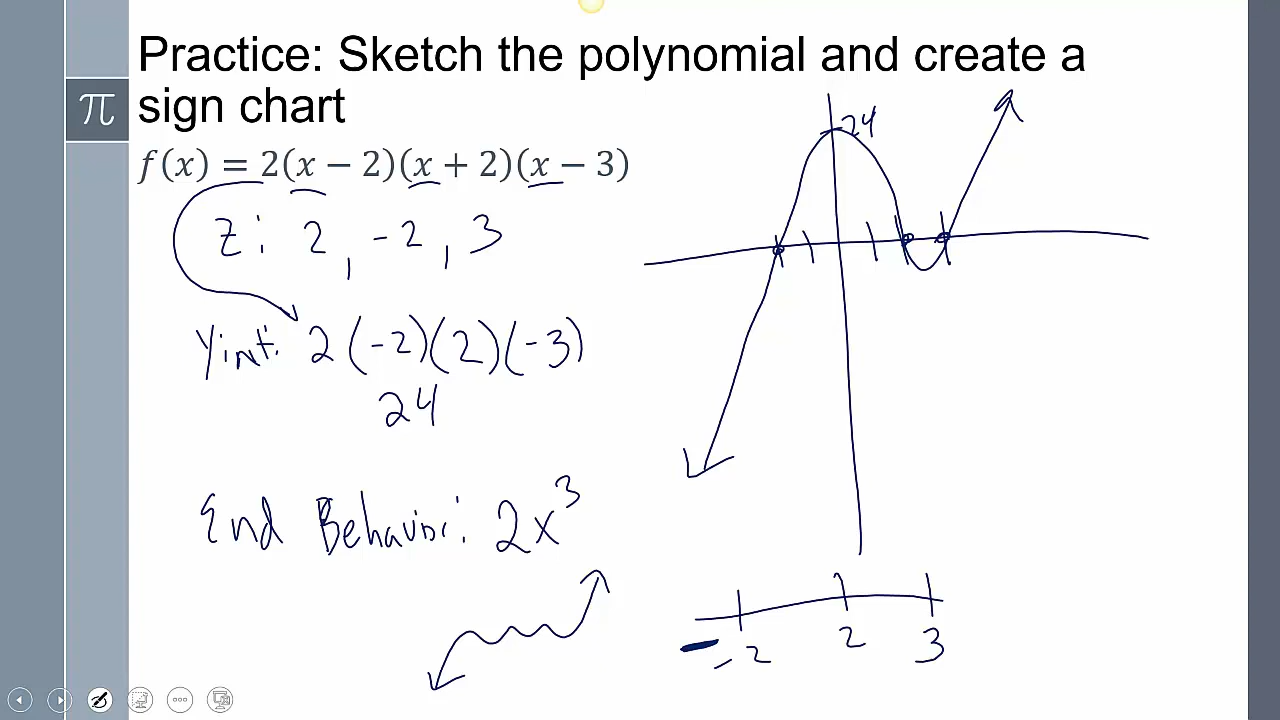 Practice: Sketch the polynomial and create a
sign chart
π
f(x) = 2(x − 2)(x + 2)(x − 3)
Z: 2, -2, 3
Yint: 2(-2)(2)(-3)
24
End Behavior: 2x³
24
-2 2 3